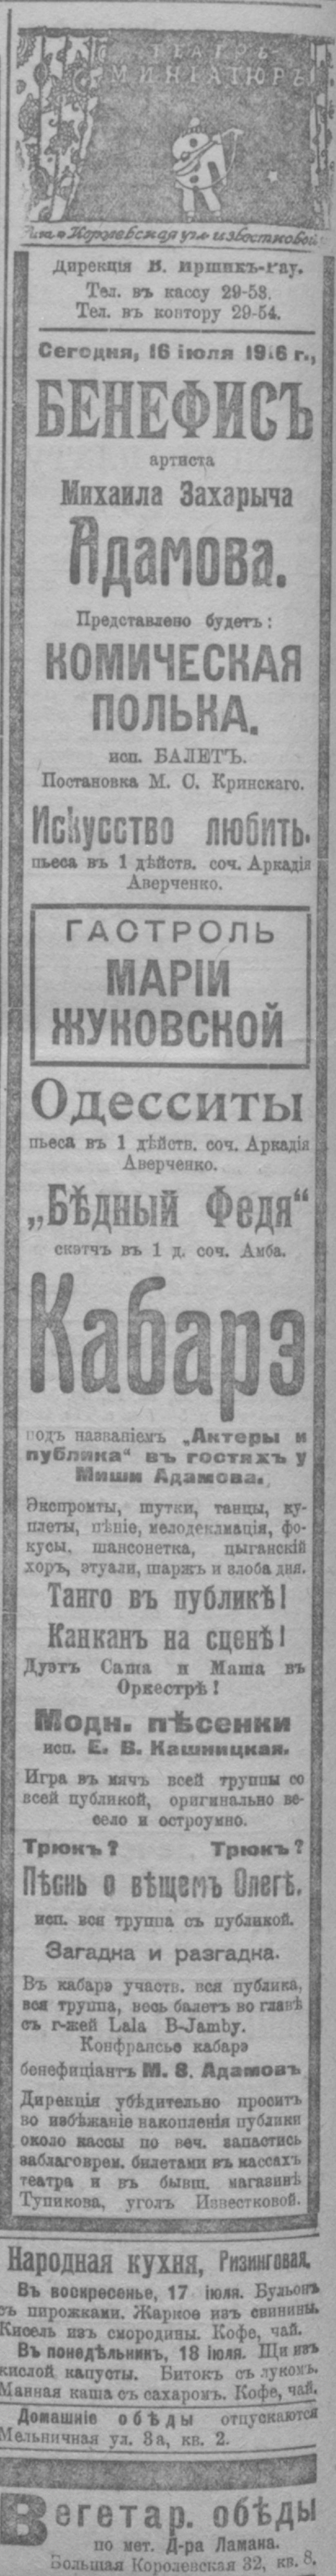 ТЕАТРЪ-
МИНІАТЮРЪ
Королевская уг. Известковой
Дирекція В. Иршикъ-Гау.
Тел. въ кассу 29-53.
Тел. въ контору 29-54.
Сегодня, 16 іюля 1916 г.,
БЕНЕФИСЪ
артиста
Михаила Захарыча
Адамова.
Представлено будетъ:
КОМИЧЕСКАЯ
ПОЛЬКА.
исп. БАЛЕТЪ.
Постановка М. С. Кринскаго.
Искусство любить.
пьеса въ 1 дѣйств. соч. Аркадія
Аверченко.
ГАСТРОЛЬ
МАРІИ
ЖУКОВСКОЙ
Одесситы
пьеса въ 1 дѣйств. соч. Аркадія
Аверченко.
„Бѣдный Федя“
скэтчъ въ 1 д. соч. Амба.
Кабарэ
подъ названіемъ „Актеры и
публика“ въ гостяхъ у
Миши Адамова.
Экспромты, шутки, танцы, ку-
плеты, пѣніе, мелодекламація, фо-
кусы, шансонетка, цыганскій
хоръ, этуали, шаржъ и злоба дня.
Танго въ публикѣ!
Канканъ на сценѣ!
Дуэтъ Саша и Маша въ
Оркестрѣ!
Модн. пѣсенки
исп. Е. В. Кашницкая.
Игра въ мячъ всей труппы со
всей публикой, оригинально ве-
село и остроумно.
Трюкъ? Трюкъ?
Пѣснь о вѣщемъ Олегѣ.
исп. вся труппа съ публикой.
Загадка и разгадка.
Въ кабарэ участв. вся публика,
вся труппа, весь балетъ во главѣ
съ г-жей Lala B-Jamby.
Конфрансье кабарэ
бенефиціантъ М. З. Адамовъ
Дирекція убѣдительно проситъ
во избѣжаніе накопленія публики
около кассы по веч. запастись
заблаговрем. билетами въ кассахъ
театра и въ бывш. магазинѣ
Тупикова, уголъ Известковой.
Народная кухня, Ризинговая.
Въ воскресенье, 17 іюля. Бульонъ
съ пирожками. Жаркое изъ свинины.
Кисель изъ смородины. Кофе, чай.
Въ понедѣльникъ, 18 іюля. Щи изъ
кислой капусты. Битокъ съ лукомъ.
Манная каша съ сахаромъ. Кофе, чай.
Домашніе обѣды отпускаются
Мельничная ул. 3а, кв. 2.
Вегетар. обѣды
по мет. Д-ра Ламана.
Большая Королевская 32, кв. 8.